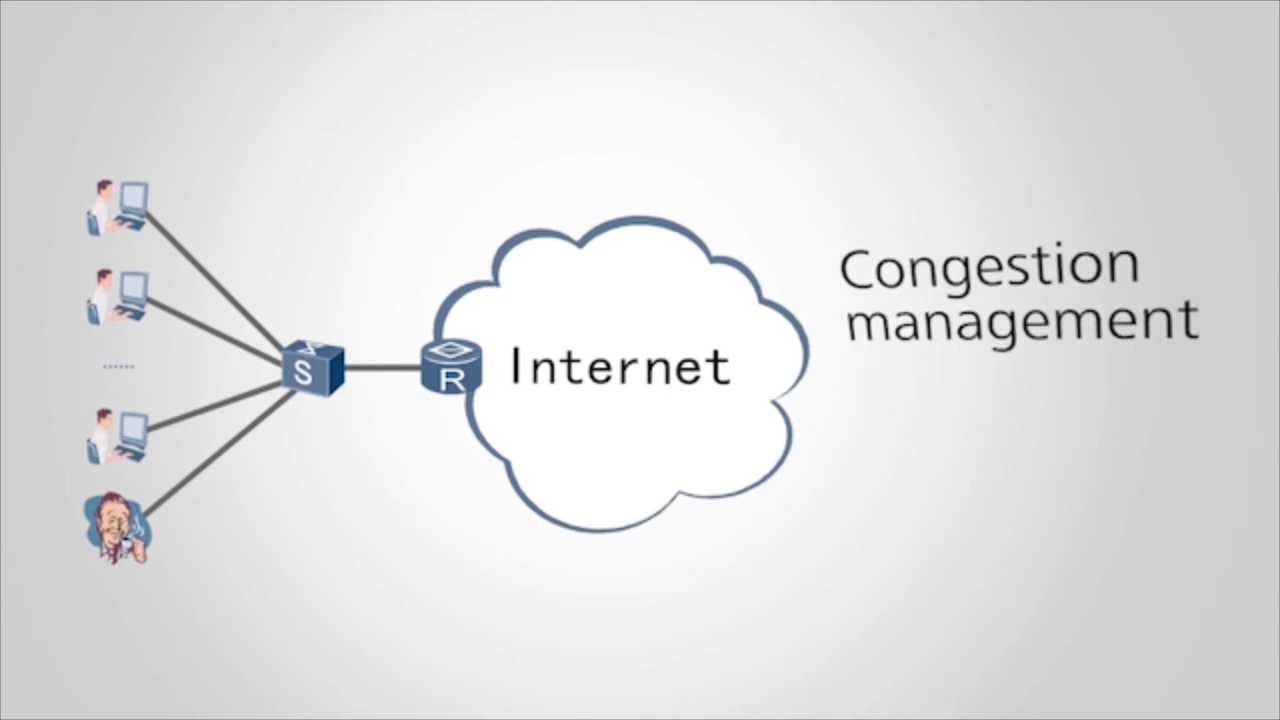 S
R
Internet
Congestion
management
......